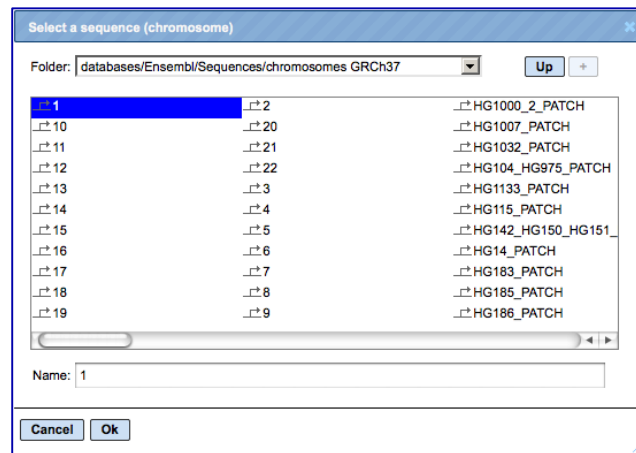 Select a sequence (chromosome)
Folder: databases/Ensembl/Sequences/chromosomes GRCh37 Up +
1 2 HG1000_2_PATCH
10 20 HG1007_PATCH
11 21 HG1032_PATCH
12 22 HG104_HG975_PATCH
13 3 HG1133_PATCH
14 4 HG115_PATCH
15 5 HG142_HG150_HG151_
16 6 HG14_PATCH
17 7 HG183_PATCH
18 8 HG185_PATCH
19 9 HG186_PATCH
Name: 1
Cancel Ok